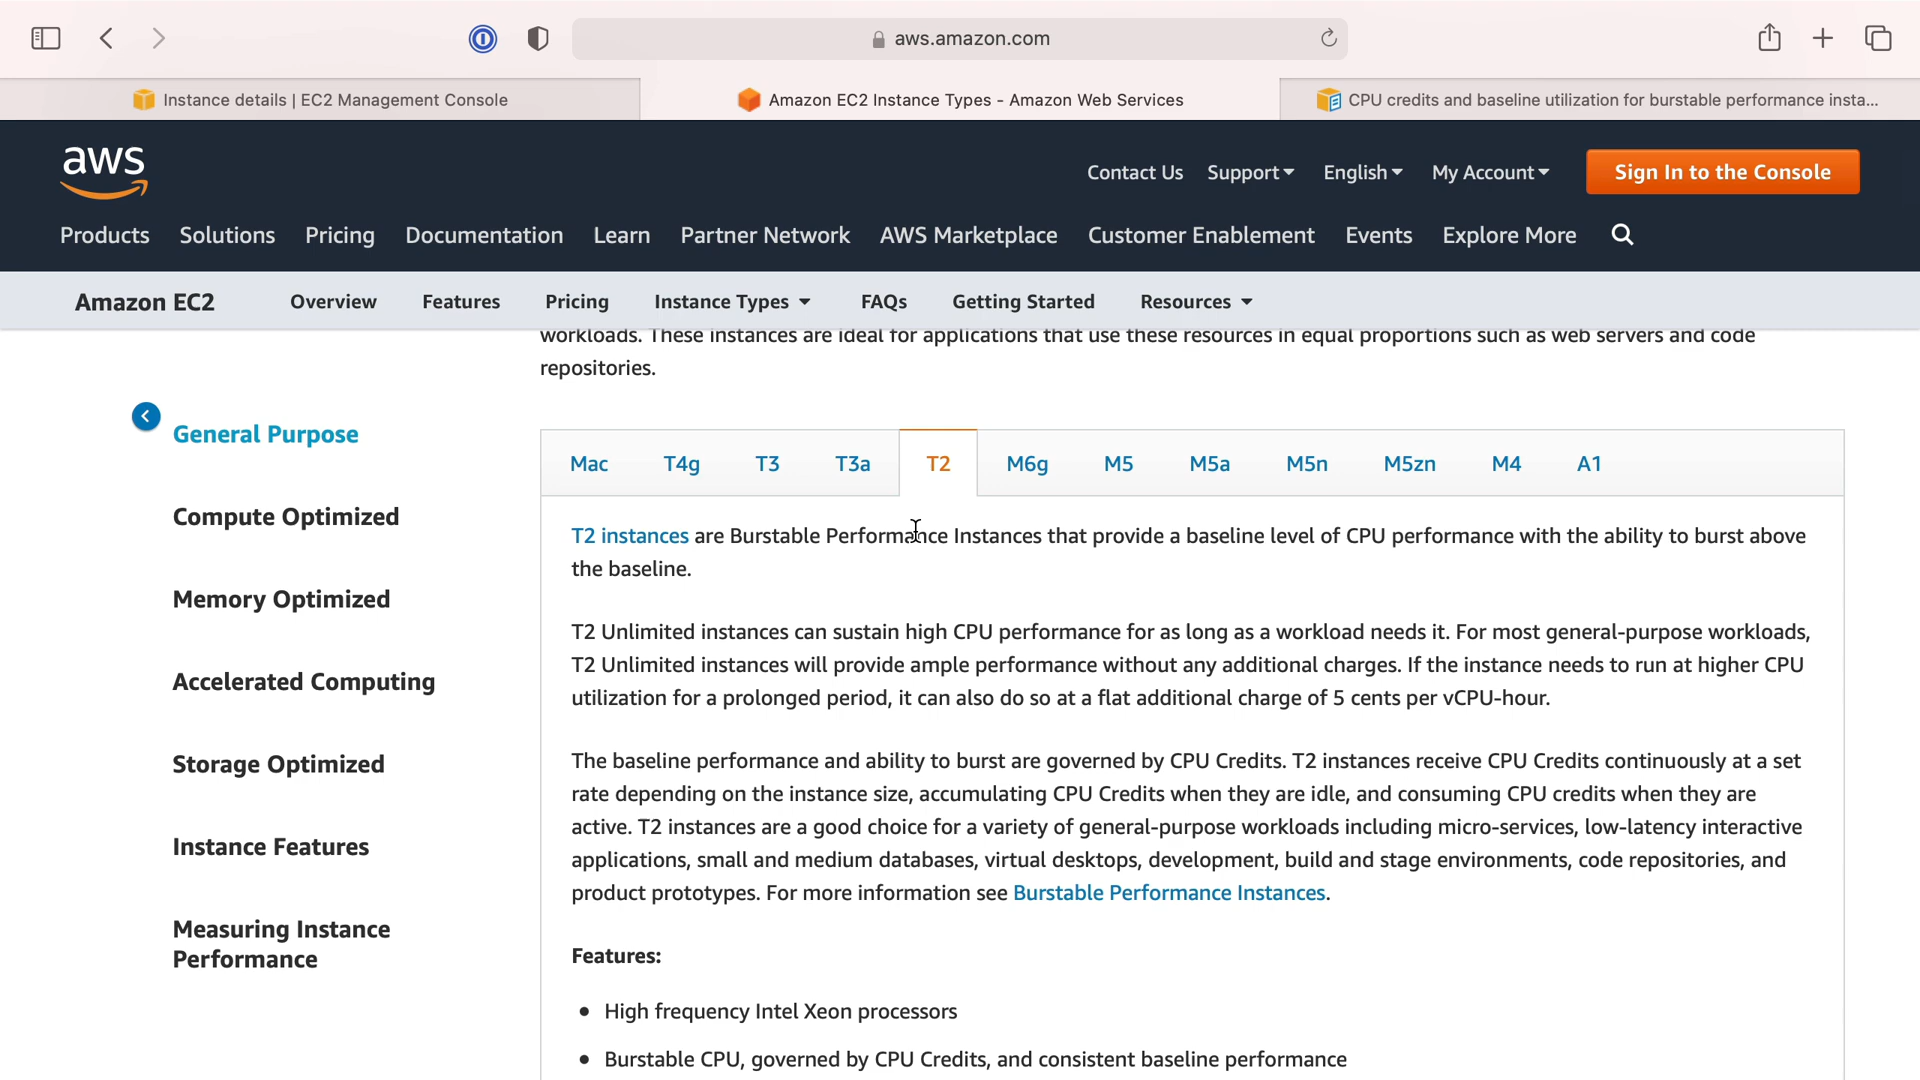 aws.amazon.com
Instance details | EC2 Management Console
Amazon EC2 Instance Types - Amazon Web Services
CPU credits and baseline utilization for burstable performance insta...
aws
Contact Us
Support
English
My Account
Sign In to the Console
Products
Solutions
Pricing
Documentation
Learn
Partner Network
AWS Marketplace
Customer Enablement
Events
Explore More
Amazon EC2
Overview
Features
Pricing
Instance Types
FAQs
Getting Started
Resources
workloads. These instances are ideal for applications that use these resources in equal proportions such as web servers and code
repositories.
General Purpose
Compute Optimized
Memory Optimized
Accelerated Computing
Storage Optimized
Instance Features
Measuring Instance
Performance
Mac
T4g
T3
T3a
T2
M6g
M5
M5a
M5n
M5zn
M4
A1
T2 instances are Burstable Performance Instances that provide a baseline level of CPU performance with the ability to burst above
the baseline.
T2 Unlimited instances can sustain high CPU performance for as long as a workload needs it. For most general-purpose workloads,
T2 Unlimited instances will provide ample performance without any additional charges. If the instance needs to run at higher CPU
utilization for a prolonged period, it can also do so at a flat additional charge of 5 cents per vCPU-hour.
The baseline performance and ability to burst are governed by CPU Credits. T2 instances receive CPU Credits continuously at a set
rate depending on the instance size, accumulating CPU Credits when they are idle, and consuming CPU credits when they are
active. T2 instances are a good choice for a variety of general-purpose workloads including micro-services, low-latency interactive
applications, small and medium databases, virtual desktops, development, build and stage environments, code repositories, and
product prototypes. For more information see Burstable Performance Instances.
Features:
• High frequency Intel Xeon processors
• Burstable CPU, governed by CPU Credits, and consistent baseline performance